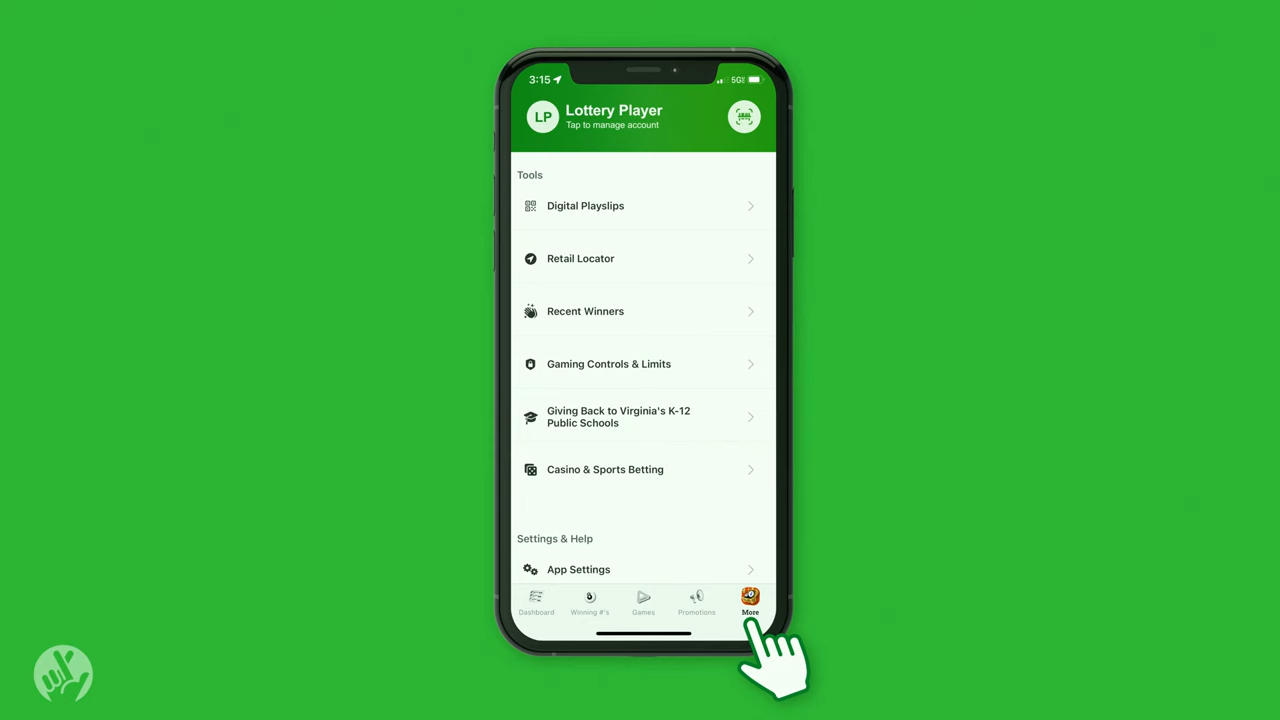 3:15
5G
LP
Lottery Player
Tap to manage account
Tools
Digital Playslips
Retail Locator
Recent Winners
Gaming Controls & Limits
Giving Back to Virginia's K-12
Public Schools
Casino & Sports Betting
Settings & Help
App Settings
Dashboard
Winning #'s
Games
Promotions
More